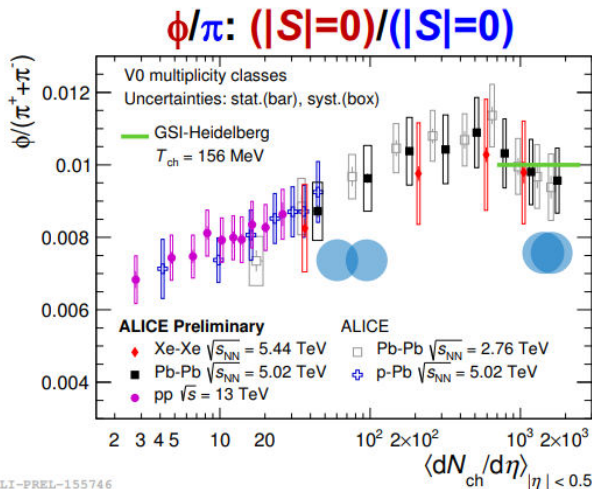 ϕ/π: (|S|=0)/(|S|=0)
ϕ/(π⁺+π⁻)
V0 multiplicity classes
Uncertainties: stat.(bar), syst.(box)
GSI-Heidelberg
T_ch = 156 MeV
0.012
0.01
0.008
0.006
0.004
ALICE Preliminary
Xe-Xe √s_NN = 5.44 TeV
Pb-Pb √s_NN = 5.02 TeV
pp √s = 13 TeV
ALICE
Pb-Pb √s_NN = 2.76 TeV
p-Pb √s_NN = 5.02 TeV
2 3 4 5 10 20 10² 2×10² 10³ 2×10³
⟨dN_ch/dη⟩_|η| < 0.5
LI-PREL-155746